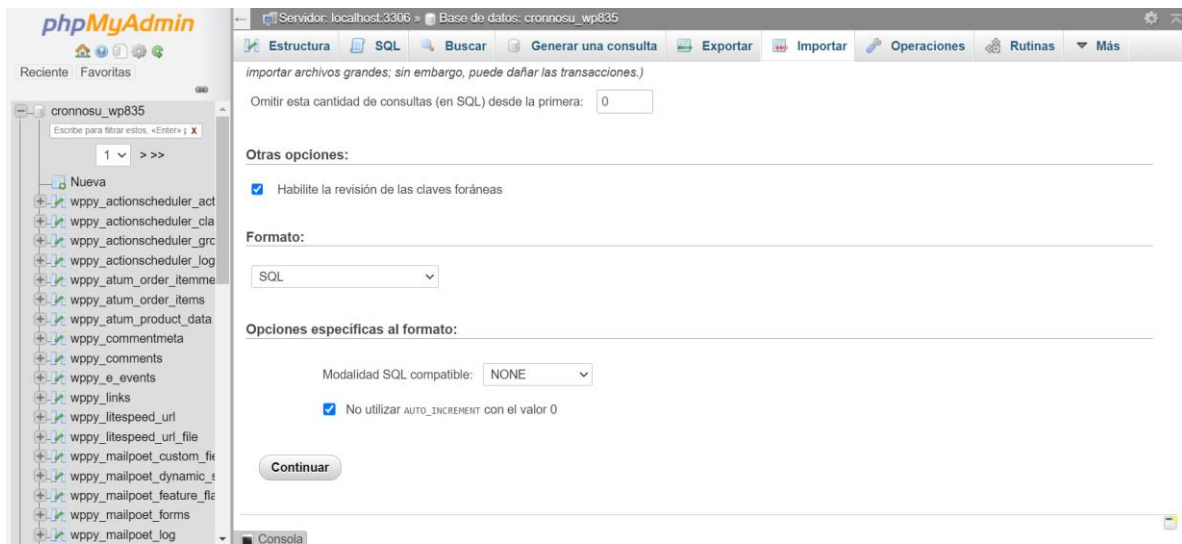 phpMyAdmin
Reciente Favoritas
cronnosu_wp835
Escribe para filtrar estos, «Enter» p X
1 > >>
Nueva
wppy_actionscheduler_act
wppy_actionscheduler_cla
wppy_actionscheduler_grc
wppy_actionscheduler_log
wppy_atum_order_itemme
wppy_atum_order_items
wppy_atum_product_data
wppy_commentmeta
wppy_comments
wppy_e_events
wppy_links
wppy_litespeed_url
wppy_litespeed_url_file
wppy_mailpoet_custom_fie
wppy_mailpoet_dynamic_s
wppy_mailpoet_feature_fla
wppy_mailpoet_forms
wppy_mailpoet_log
Servidor: localhost:3306 » Base de datos: cronnosu_wp835
Estructura SQL Buscar Generar una consulta Exportar Importar Operaciones Rutinas Más
importar archivos grandes; sin embargo, puede dañar las transacciones.)
Omitir esta cantidad de consultas (en SQL) desde la primera: 0
Otras opciones:
Habilite la revisión de las claves foráneas
Formato:
SQL
Opciones específicas al formato:
Modalidad SQL compatible: NONE
No utilizar AUTO_INCREMENT con el valor 0
Continuar
Consola